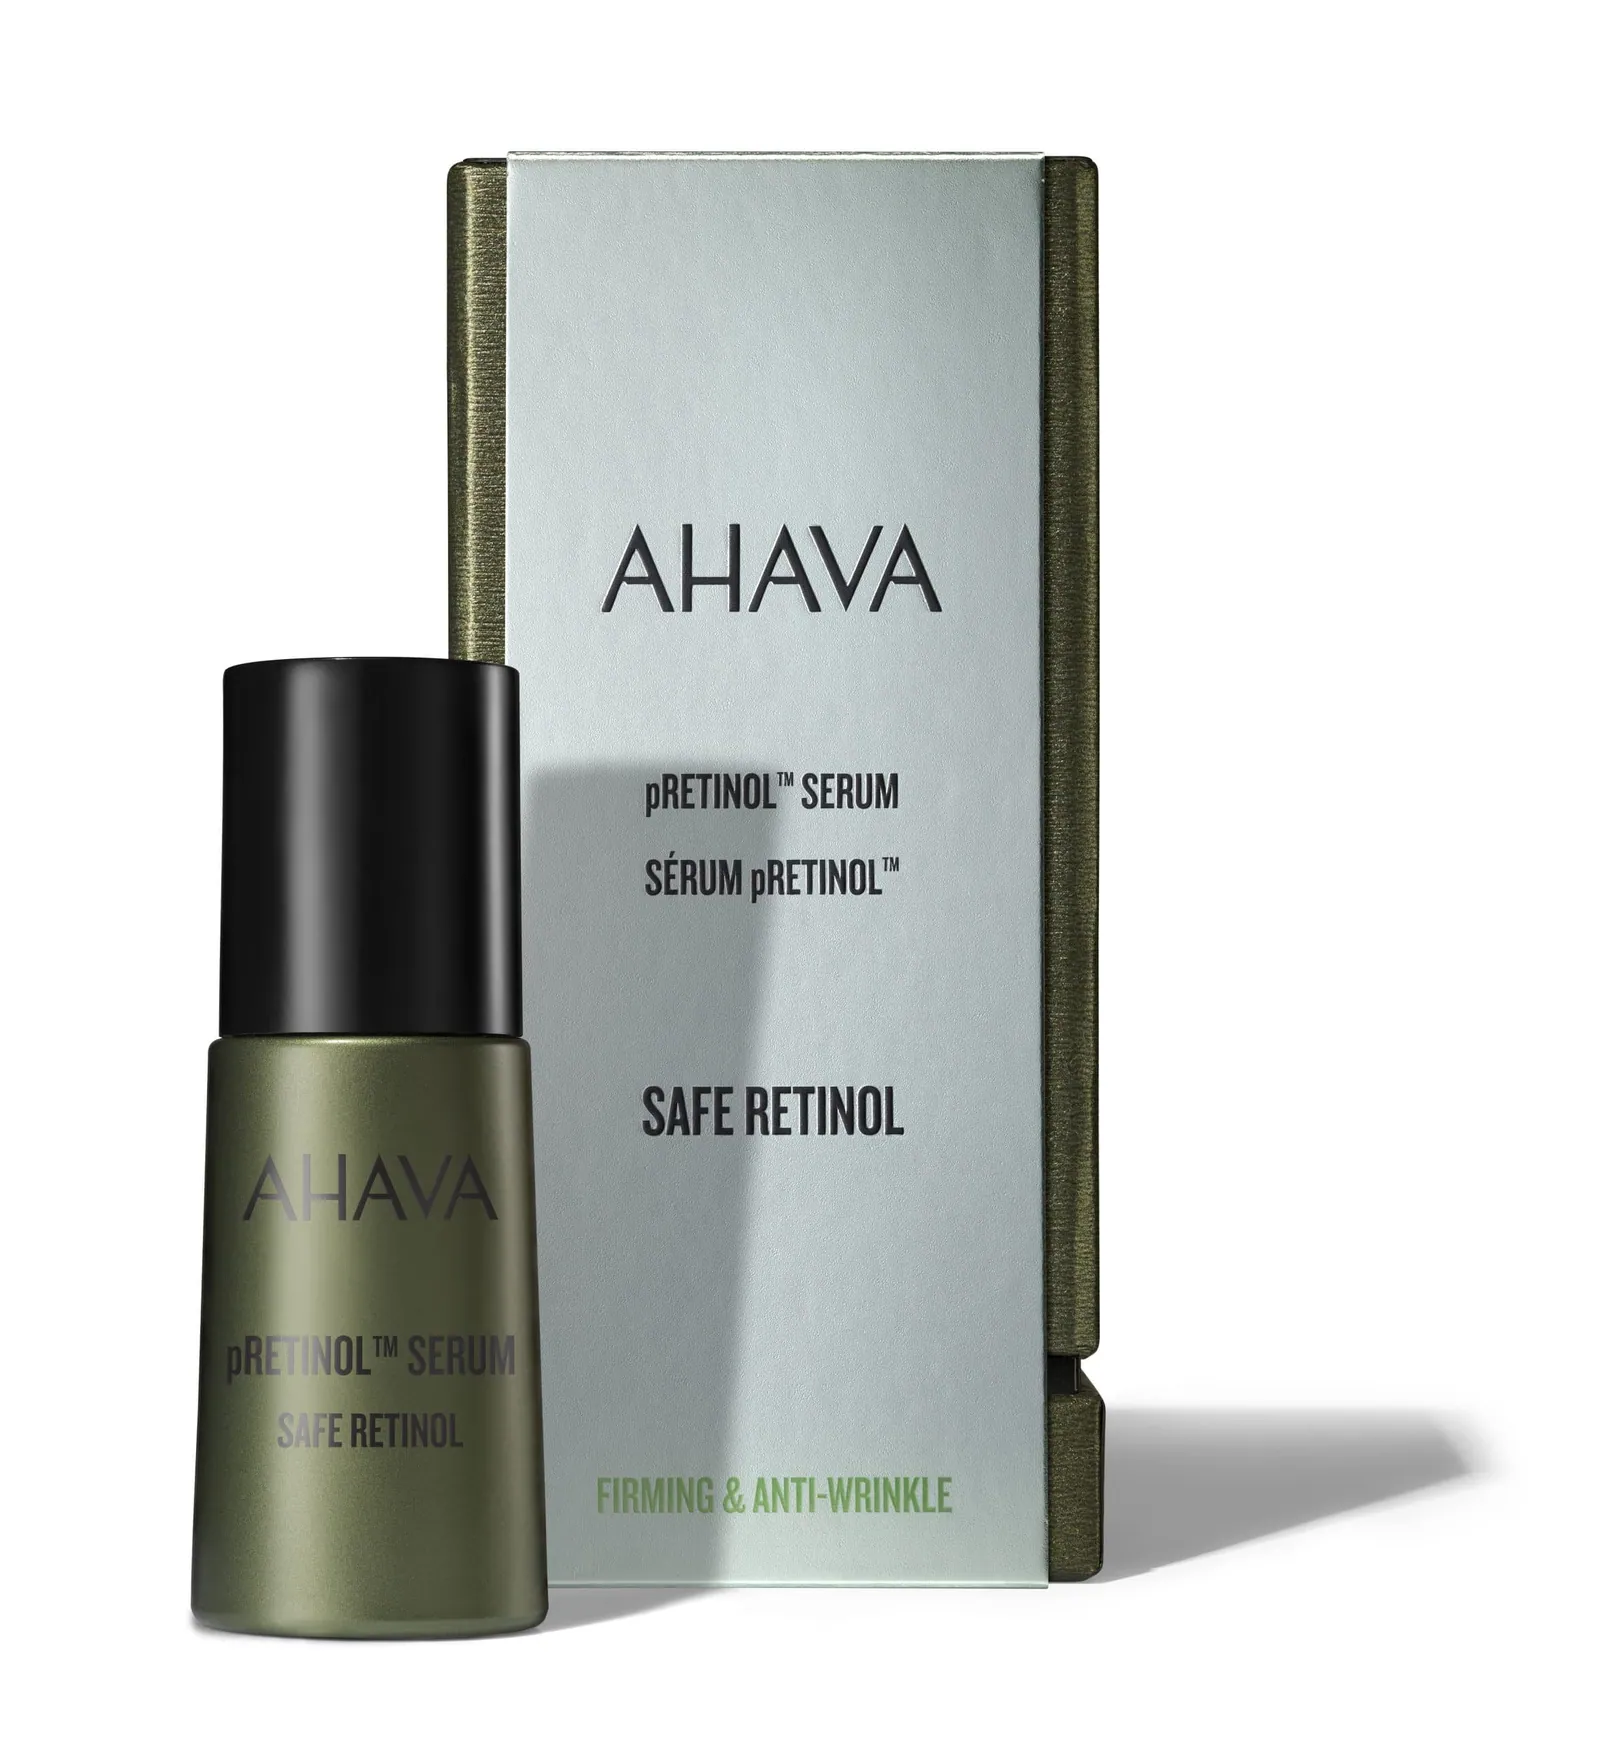 AHAVA
pRETINOL™ SERUM
SÉRUM pRETINOL™
SAFE RETINOL
FIRMING & ANTI-WRINKLE
AHAVA
pRETINOL™ SERUM
SAFE RETINOL